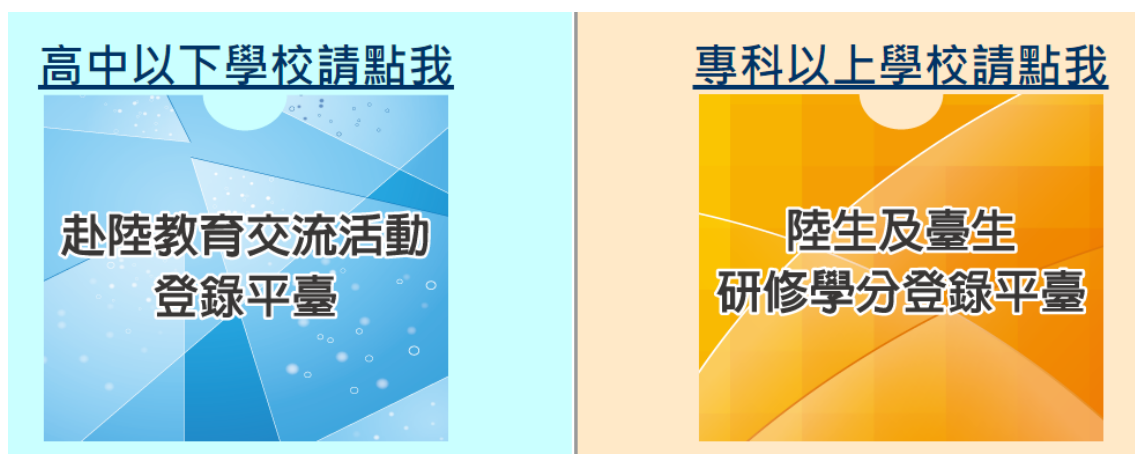 高中以下學校請點我
赴陸教育交流活動
登錄平臺
專科以上學校請點我
陸生及臺生
研修學分登錄平臺